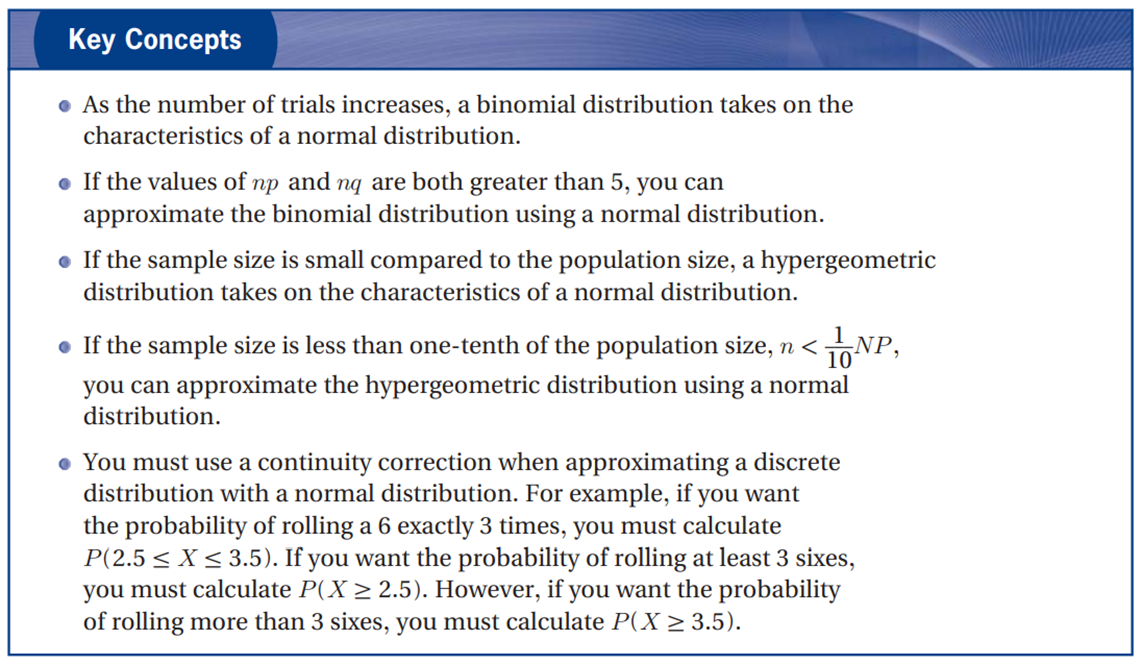 Key Concepts
• As the number of trials increases, a binomial distribution takes on the
characteristics of a normal distribution.
• If the values of np and nq are both greater than 5, you can
approximate the binomial distribution using a normal distribution.
• If the sample size is small compared to the population size, a hypergeometric
distribution takes on the characteristics of a normal distribution.
• If the sample size is less than one-tenth of the population size, n < 1/10 NP,
you can approximate the hypergeometric distribution using a normal
distribution.
• You must use a continuity correction when approximating a discrete
distribution with a normal distribution. For example, if you want
the probability of rolling a 6 exactly 3 times, you must calculate
P(2.5 ≤ X ≤ 3.5). If you want the probability of rolling at least 3 sixes,
you must calculate P(X ≥ 2.5). However, if you want the probability
of rolling more than 3 sixes, you must calculate P(X ≥ 3.5).